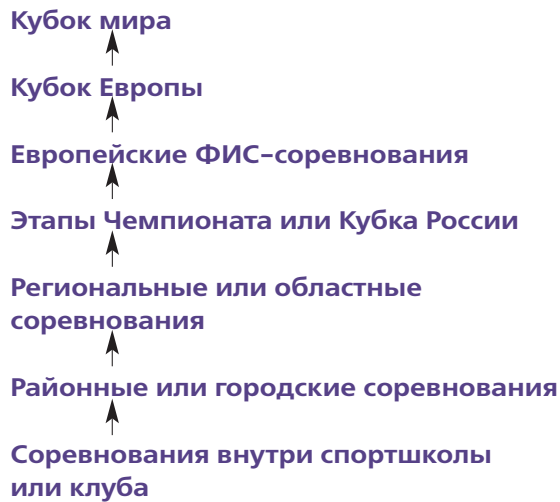 Кубок мира
Кубок Европы
Европейские ФИС-соревнования
Этапы Чемпионата или Кубка России
Региональные или областные
соревнования
Районные или городские соревнования
Соревнования внутри спортшколы
или клуба